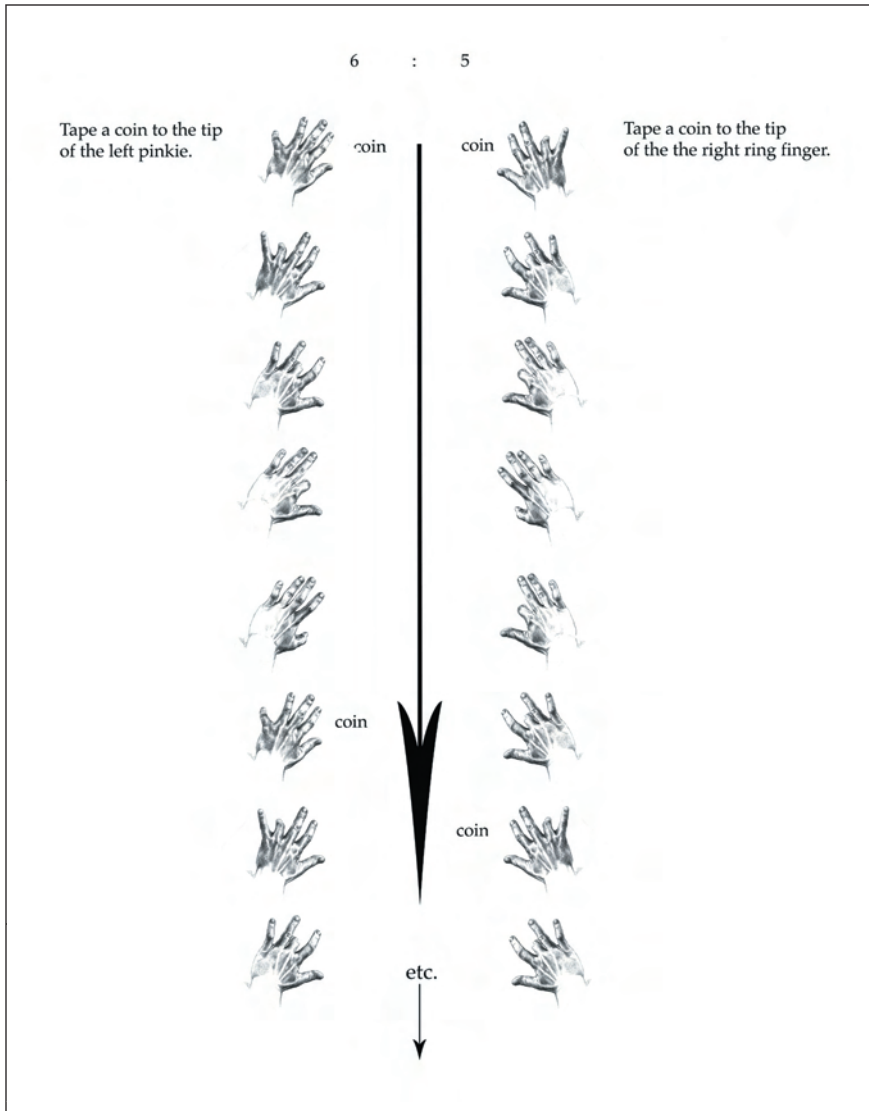 6 : 5
Tape a coin to the tip
of the left pinkie.
coin
coin
Tape a coin to the tip
of the the right ring finger.
coin
coin
etc.